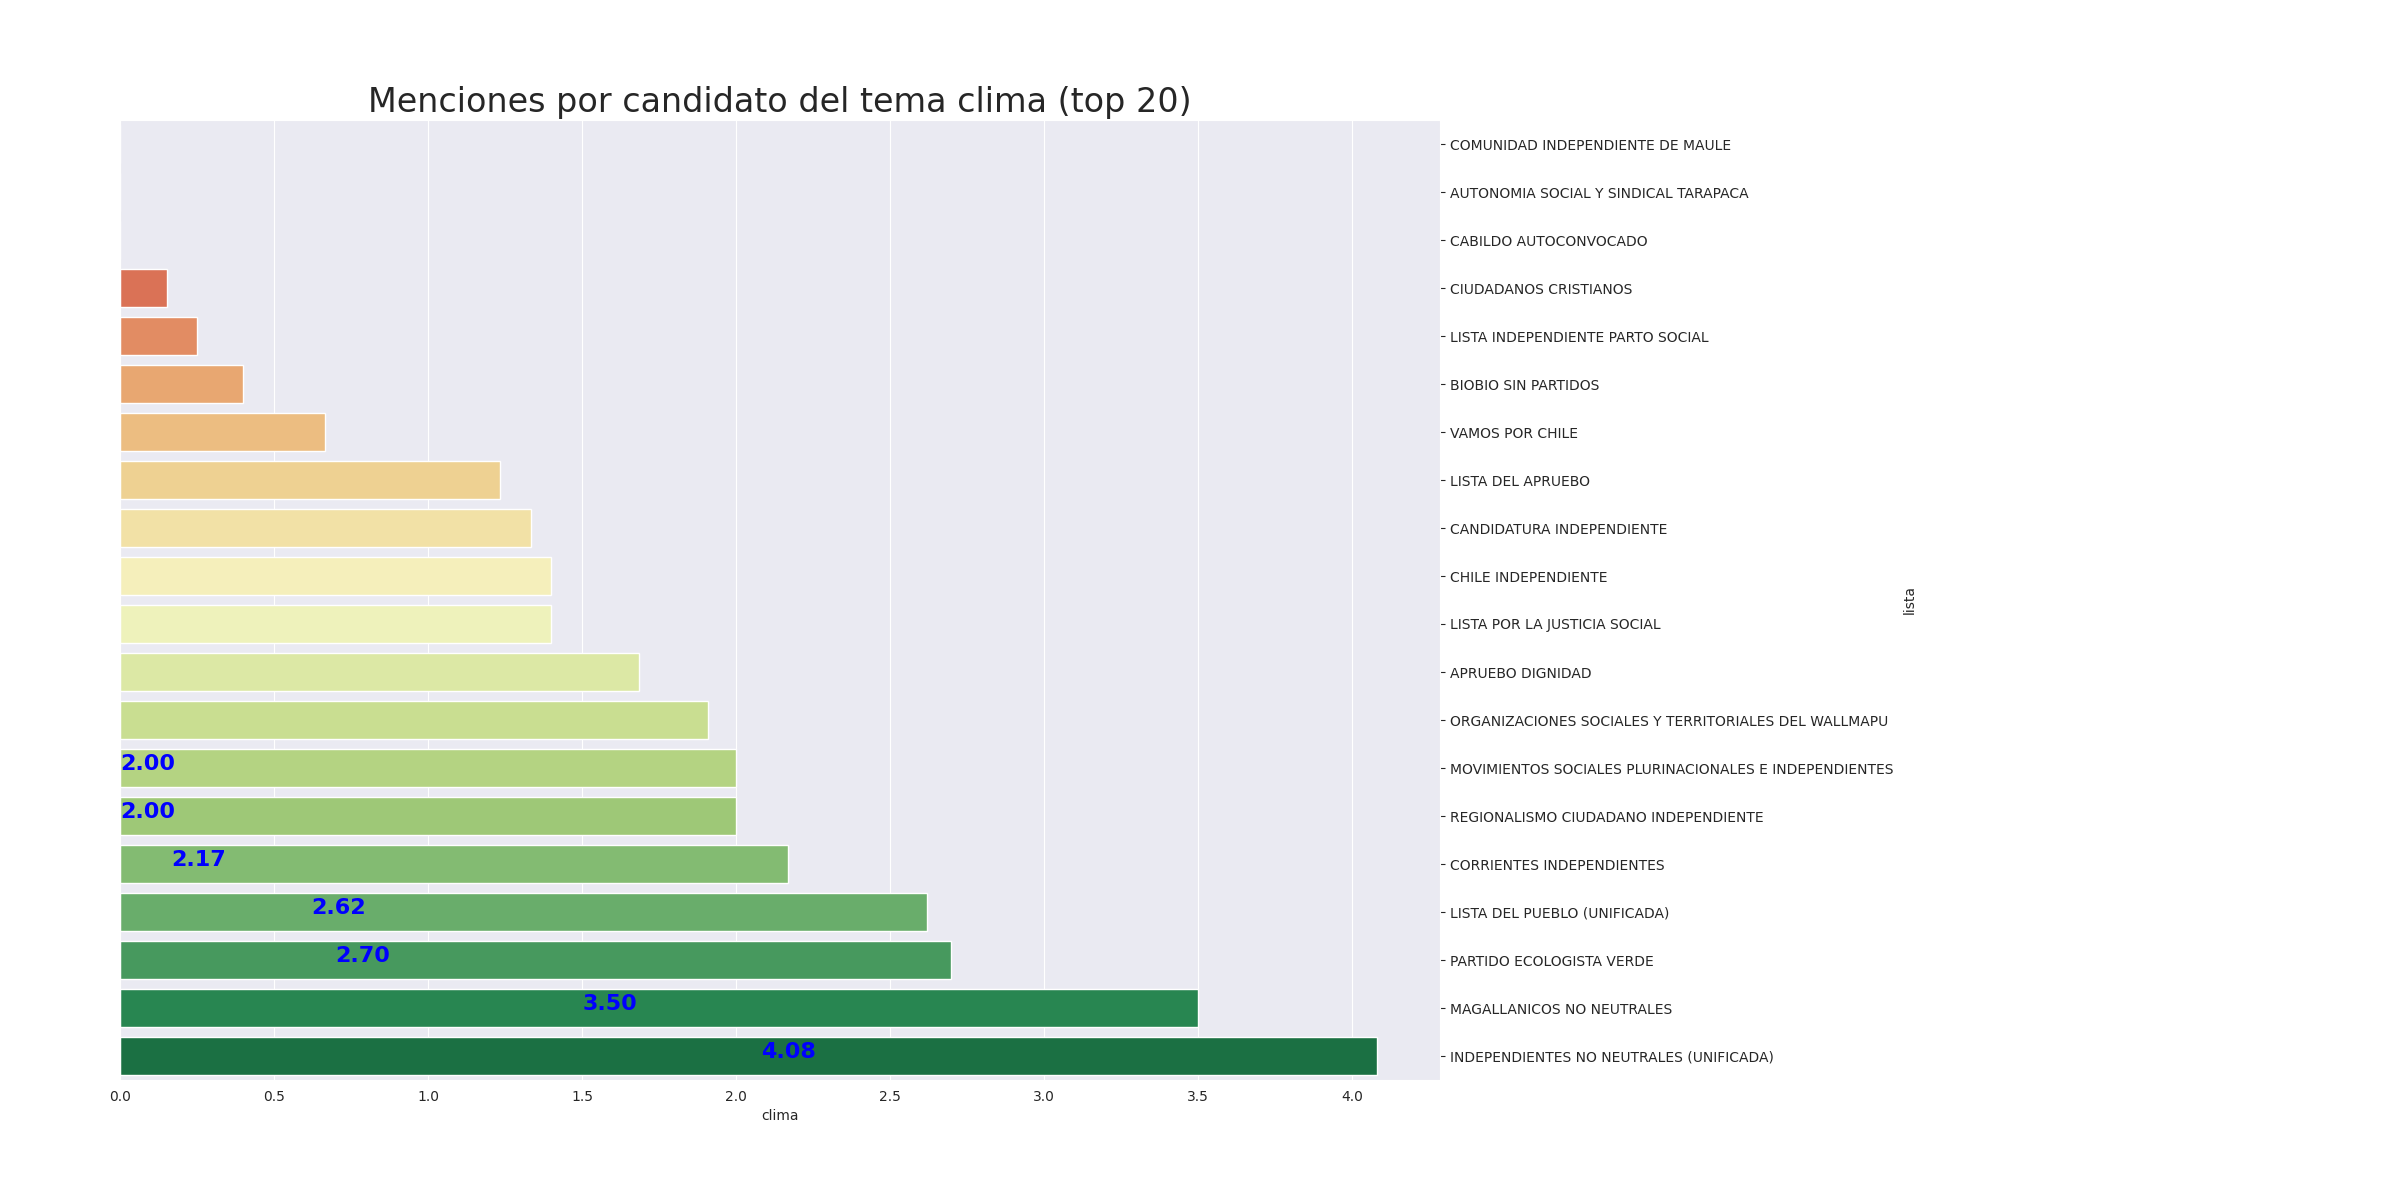 Menciones por candidato del tema clima (top 20)
COMUNIDAD INDEPENDIENTE DE MAULE
AUTONOMIA SOCIAL Y SINDICAL TARAPACA
CABILDO AUTOCONVOCADO
CIUDADANOS CRISTIANOS
LISTA INDEPENDIENTE PARTO SOCIAL
BIOBIO SIN PARTIDOS
VAMOS POR CHILE
LISTA DEL APRUEBO
CANDIDATURA INDEPENDIENTE
CHILE INDEPENDIENTE
lista
LISTA POR LA JUSTICIA SOCIAL
APRUEBO DIGNIDAD
ORGANIZACIONES SOCIALES Y TERRITORIALES DEL WALLMAPU
2.00 MOVIMIENTOS SOCIALES PLURINACIONALES E INDEPENDIENTES
2.00 REGIONALISMO CIUDADANO INDEPENDIENTE
2.17 CORRIENTES INDEPENDIENTES
2.62 LISTA DEL PUEBLO (UNIFICADA)
2.70 PARTIDO ECOLOGISTA VERDE
3.50 MAGALLANICOS NO NEUTRALES
4.08 INDEPENDIENTES NO NEUTRALES (UNIFICADA)
0.0 0.5 1.0 1.5 2.0 2.5 3.0 3.5 4.0
clima